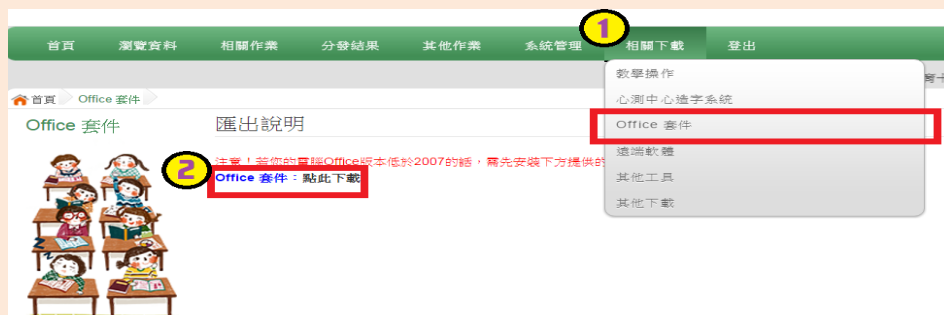 1
首頁 瀏覽資料 相關作業 分發結果 其他作業 系統管理 相關下載 登出
教學操作
心測中心造字系統
Office 套件
遠端軟體
其他工具
其他下載
首頁 Office 套件
Office 套件
匯出說明
注意！若您的電腦Office版本低於2007的話，需先安裝下方提供的
2
Office 套件：點此下載